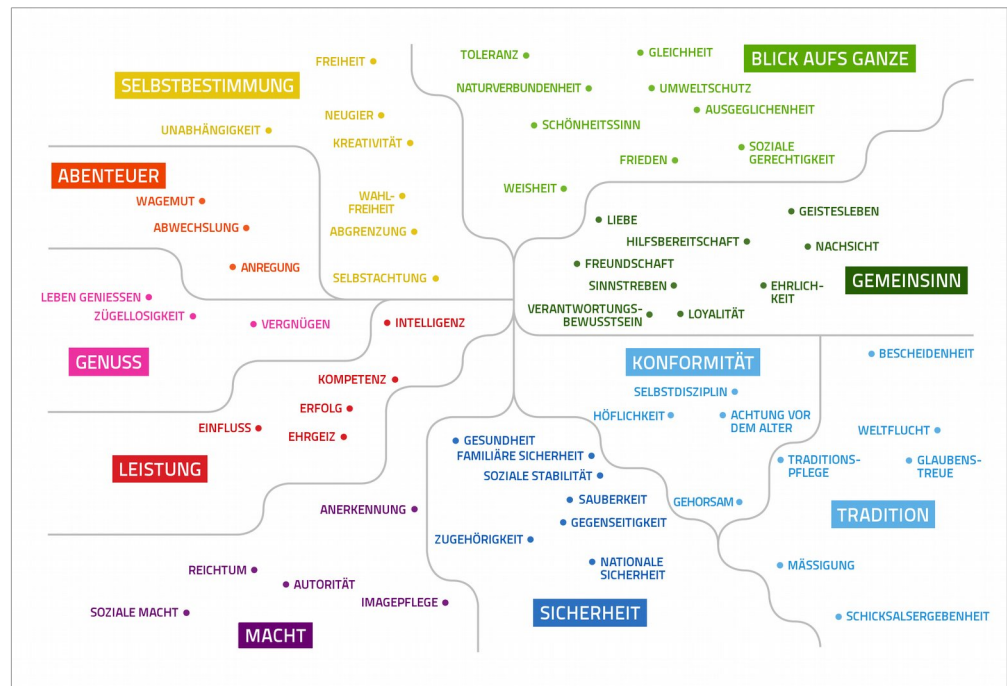 SELBSTBESTIMMUNG
FREIHEIT
NEUGIER
UNABHÄNGIGKEIT
KREATIVITÄT
WAHL-
FREIHEIT
ABGRENZUNG
SELBSTACHTUNG
BLICK AUFS GANZE
TOLERANZ
GLEICHHEIT
NATURVERBUNDENHEIT
UMWELTSCHUTZ
AUSGEGLICHENHEIT
SCHÖNHEITSSINN
SOZIALE
GERECHTIGKEIT
FRIEDEN
WEISHEIT
ABENTEUER
WAGEMUT
ABWECHSLUNG
ANREGUNG
GEMEINSINN
LIEBE
GEISTESLEBEN
HILFSBEREITSCHAFT
NACHSICHT
FREUNDSCHAFT
SINNSTREBEN
EHRLICH-
KEIT
VERANTWORTUNGS-
BEWUSSTSEIN
LOYALITÄT
LEBEN GENIESSEN
ZÜGELLOSIGKEIT
VERGNÜGEN
GENUSS
INTELLIGENZ
KOMPETENZ
ERFOLG
EINFLUSS
EHRGEIZ
LEISTUNG
KONFORMITÄT
SELBSTDISZIPLIN
HÖFLICHKEIT
ACHTUNG VOR
DEM ALTER
GEHORSAM
BESCHEIDENHEIT
WELTFLUCHT
TRADITIONS-
PFLEGE
GLAUBENS-
TREUE
TRADITION
MÄSSIGUNG
SCHICKSALSERGEBENHEIT
GESUNDHEIT
FAMILIÄRE SICHERHEIT
SOZIALE STABILITÄT
SAUBERKEIT
GEGENSEITIGKEIT
ZUGEHÖRIGKEIT
NATIONALE
SICHERHEIT
SICHERHEIT
ANERKENNUNG
REICHTUM
AUTORITÄT
IMAGEPFLEGE
SOZIALE MACHT
MACHT